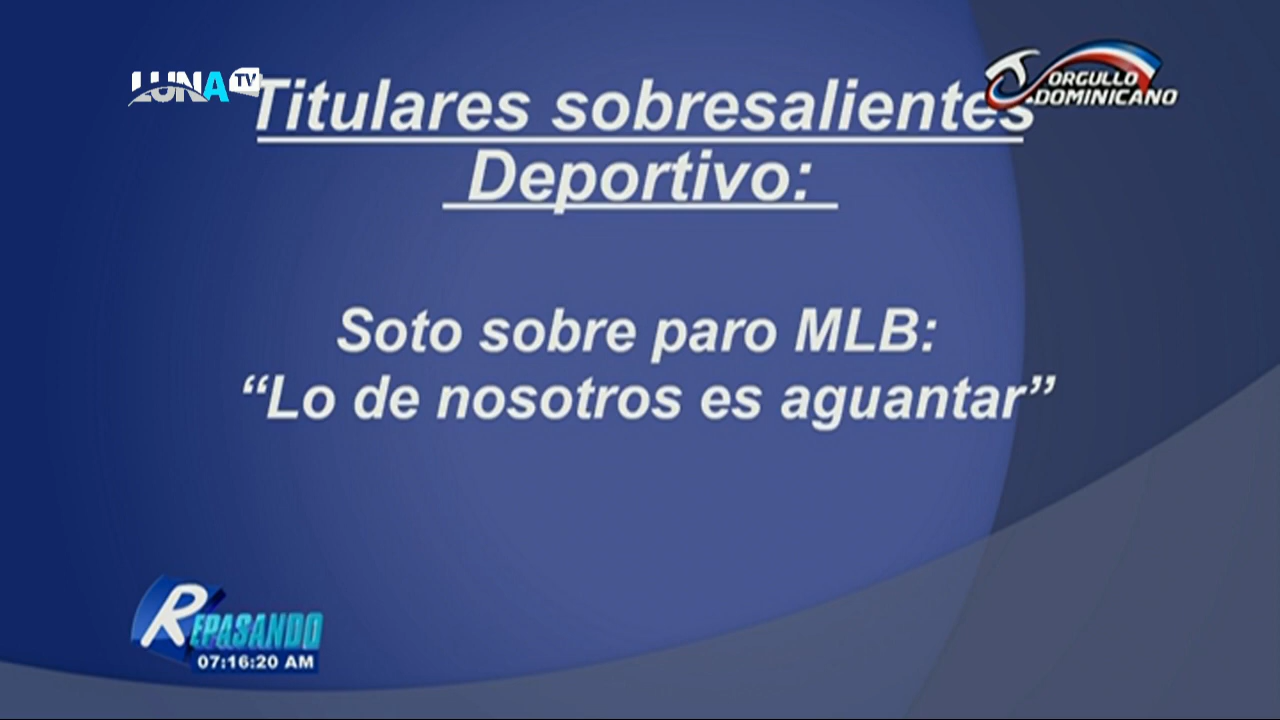 LUNA TV
ORGULLO
DOMINICANO
Titulares sobresalientes
Deportivo:
Soto sobre paro MLB:
“Lo de nosotros es aguantar”
REPASANDO
07:16:20 AM